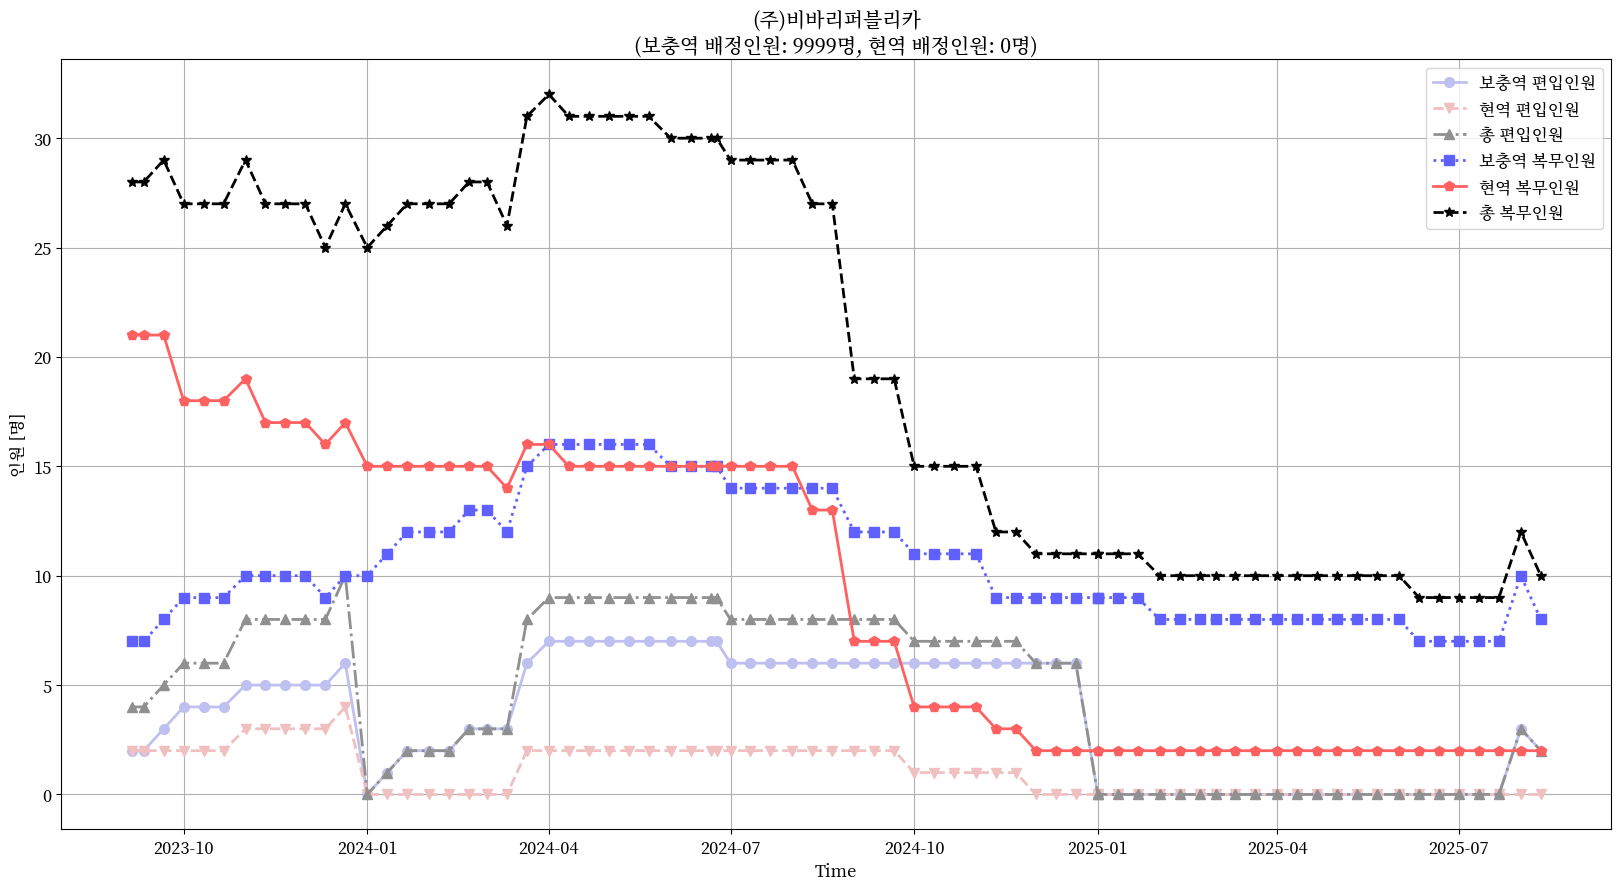 (주)비바리퍼블리카
(보충역 배정인원: 9999명, 현역 배정인원: 0명)
보충역 편입인원
현역 편입인원
총 편입인원
보충역 복무인원
현역 복무인원
총 복무인원
30
25
20
15
10
5
0
인원 [명]
2023-10
2024-01
2024-04
2024-07
2024-10
2025-01
2025-04
2025-07
Time